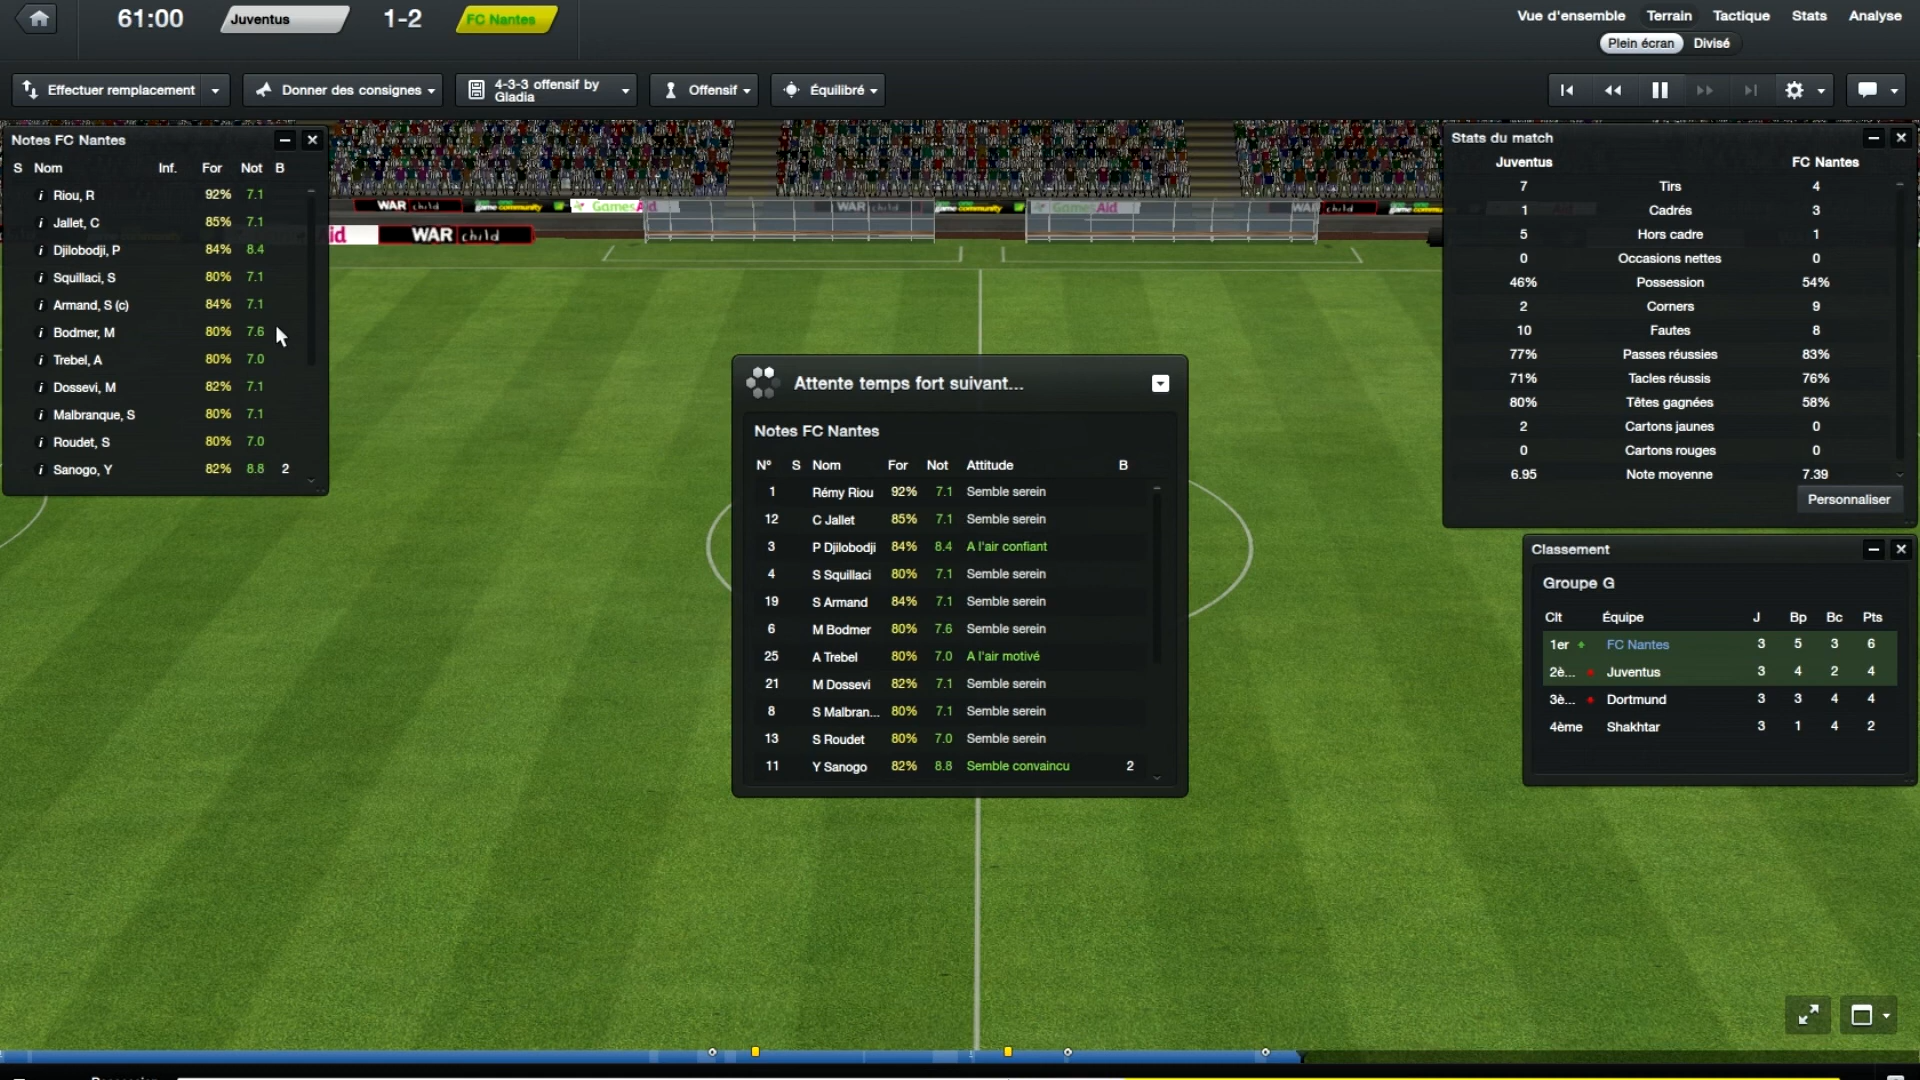 61:00 Juventus 1-2 FC Nantes
Vue d'ensemble Terrain Tactique Stats Analyse
Plein écran Divisé
Effectuer remplacement Donner des consignes 4-3-3 offensif by Gladia Offensif Équilibré
Notes FC Nantes
S Nom Inf. For Not B
i Riou, R 92% 7.1
i Jallet, C 85% 7.1
i Djilobodji, P 84% 8.4
i Squillaci, S 80% 7.1
i Armand, S (c) 84% 7.1
i Bodmer, M 80% 7.6
i Trebel, A 80% 7.0
i Dossevi, M 82% 7.1
i Malbranque, S 80% 7.1
i Roudet, S 80% 7.0
i Sanogo, Y 82% 8.8 2
WAR child game community GamesAid WAR child game community GamesAid WAR child
id WAR child
Attente temps fort suivant...
Notes FC Nantes
N° S Nom For Not Attitude B
1 Rémy Riou 92% 7.1 Semble serein
12 C Jallet 85% 7.1 Semble serein
3 P Djilobodji 84% 8.4 A l'air confiant
4 S Squillaci 80% 7.1 Semble serein
19 S Armand 84% 7.1 Semble serein
6 M Bodmer 80% 7.6 Semble serein
25 A Trebel 80% 7.0 A l'air motivé
21 M Dossevi 82% 7.1 Semble serein
8 S Malbran... 80% 7.1 Semble serein
13 S Roudet 80% 7.0 Semble serein
11 Y Sanogo 82% 8.8 Semble convaincu 2
Stats du match
Juventus FC Nantes
7 Tirs 4
1 Cadrés 3
5 Hors cadre 1
0 Occasions nettes 0
46% Possession 54%
2 Corners 9
10 Fautes 8
77% Passes réussies 83%
71% Tacles réussis 76%
80% Têtes gagnées 58%
2 Cartons jaunes 0
0 Cartons rouges 0
6.95 Note moyenne 7.39
Personnaliser
Classement
Groupe G
Clt Équipe J Bp Bc Pts
1er FC Nantes 3 5 3 6
2è... Juventus 3 4 2 4
3è... Dortmund 3 3 4 4
4ème Shakhtar 3 1 4 2